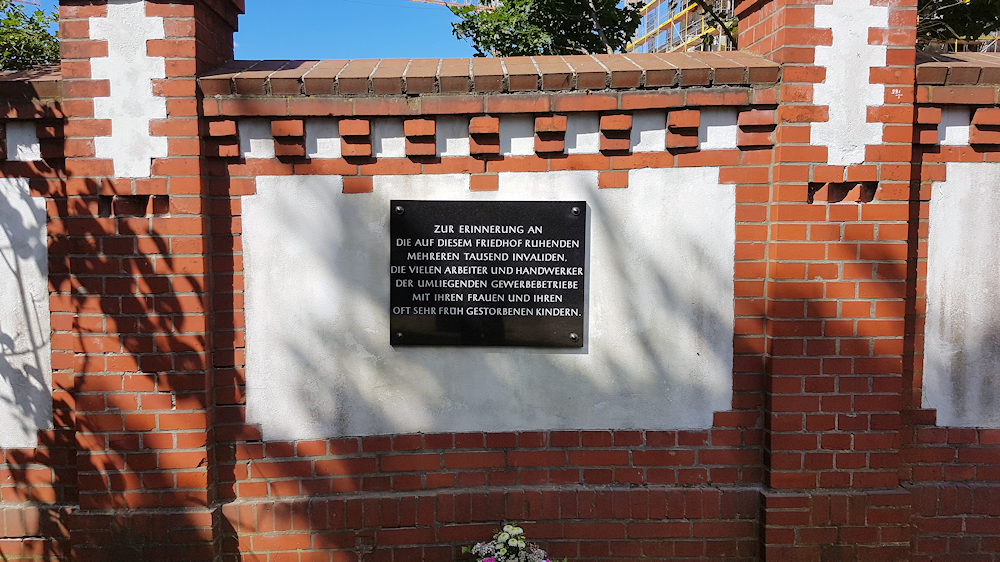 ZUR ERINNERUNG AN
DIE AUF DIESEM FRIEDHOF RUHENDEN
MEHREREN TAUSEND INVALIDEN.
DIE VIELEN ARBEITER UND HANDWERKER
DER UMLIEGENDEN GEWERBEBETRIEBE
MIT IHREN FRAUEN UND IHREN
OFT SEHR FRÜH GESTORBENEN KINDERN.